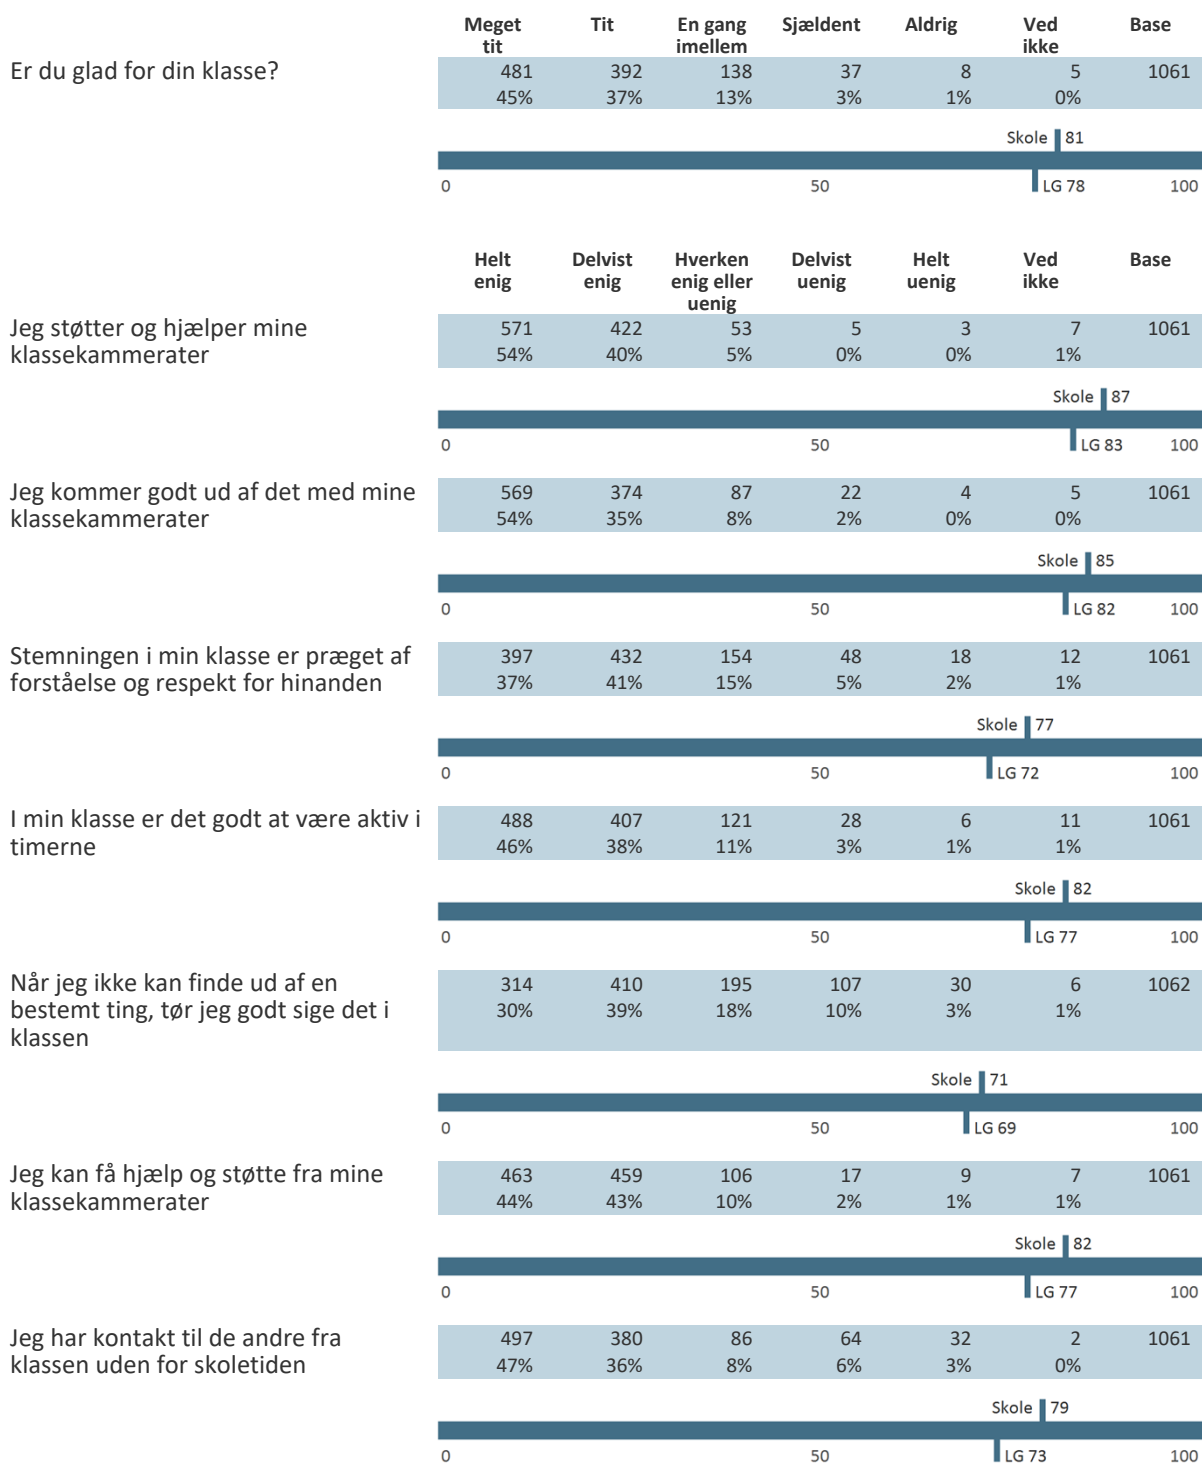 Meget tit Tit En gang imellem Sjældent Aldrig Ved ikke Base
Er du glad for din klasse?
481 392 138 37 8 5 1061
45% 37% 13% 3% 1% 0%
Skole 81
0 50 LG 78 100
Helt enig Delvist enig Hverken enig eller uenig Delvist uenig Helt uenig Ved ikke Base
Jeg støtter og hjælper mine
klassekammerater
571 422 53 5 3 7 1061
54% 40% 5% 0% 0% 1%
Skole 87
0 50 LG 83 100
Jeg kommer godt ud af det med mine
klassekammerater
569 374 87 22 4 5 1061
54% 35% 8% 2% 0% 0%
Skole 85
0 50 LG 82 100
Stemningen i min klasse er præget af
forståelse og respekt for hinanden
397 432 154 48 18 12 1061
37% 41% 15% 5% 2% 1%
Skole 77
0 50 LG 72 100
I min klasse er det godt at være aktiv i
timerne
488 407 121 28 6 11 1061
46% 38% 11% 3% 1% 1%
Skole 82
0 50 LG 77 100
Når jeg ikke kan finde ud af en
bestemt ting, tør jeg godt sige det i
klassen
314 410 195 107 30 6 1062
30% 39% 18% 10% 3% 1%
Skole 71
0 50 LG 69 100
Jeg kan få hjælp og støtte fra mine
klassekammerater
463 459 106 17 9 7 1061
44% 43% 10% 2% 1% 1%
Skole 82
0 50 LG 77 100
Jeg har kontakt til de andre fra
klassen uden for skoletiden
497 380 86 64 32 2 1061
47% 36% 8% 6% 3% 0%
Skole 79
0 50 LG 73 100